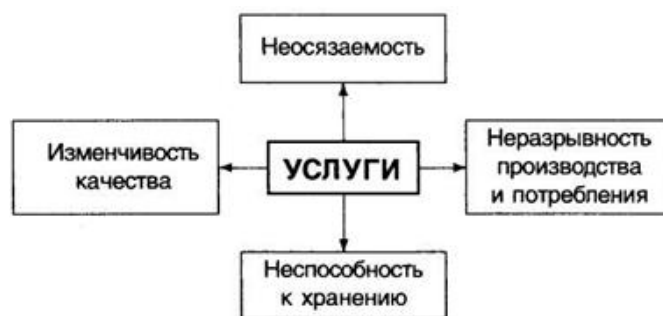 Неосязаемость
Изменчивость
качества
УСЛУГИ
Неразрывность
производства
и потребления
Неспособность
к хранению